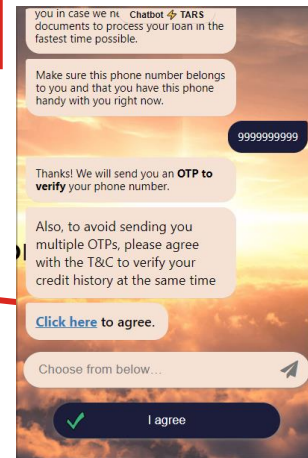 you in case we ne Chatbot TARS
documents to process your loan in the
fastest time possible.
Make sure this phone number belongs
to you and that you have this phone
handy with you right now.
9999999999
Thanks! We will send you an OTP to
verify your phone number.
Also, to avoid sending you
multiple OTPs, please agree
with the T&C to verify your
credit history at the same time
Click here to agree.
Choose from below...
I agree